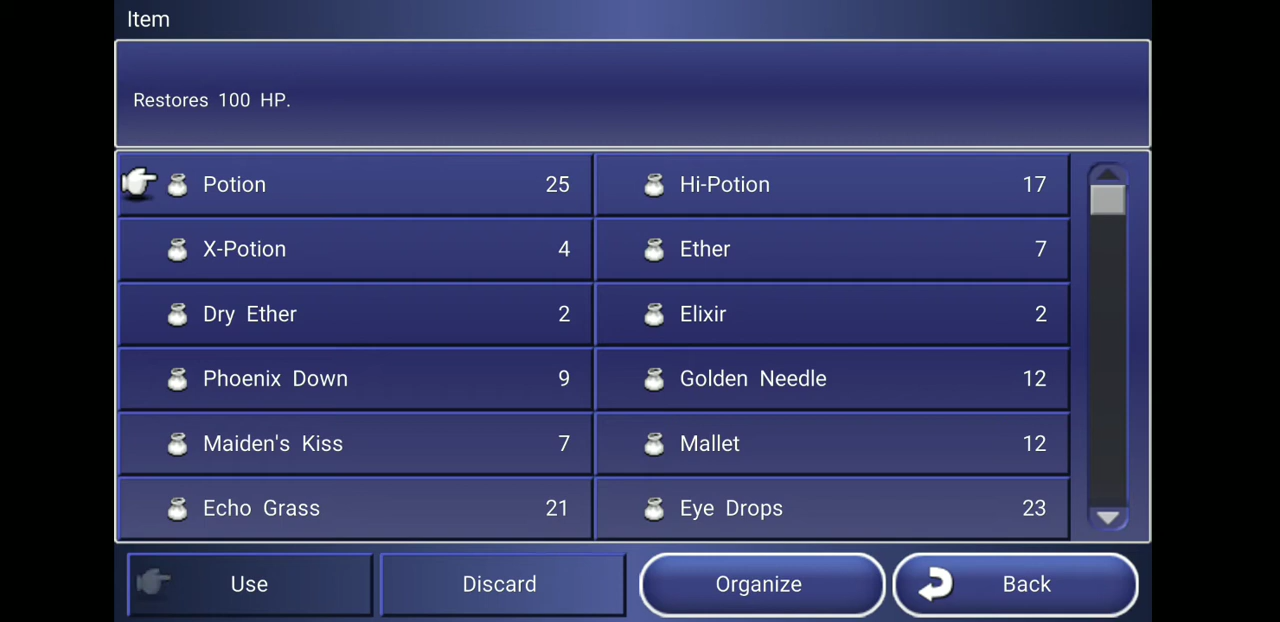 Item
Restores 100 HP.
Potion 25 Hi-Potion 17
X-Potion 4 Ether 7
Dry Ether 2 Elixir 2
Phoenix Down 9 Golden Needle 12
Maiden's Kiss 7 Mallet 12
Echo Grass 21 Eye Drops 23
Use Discard Organize Back